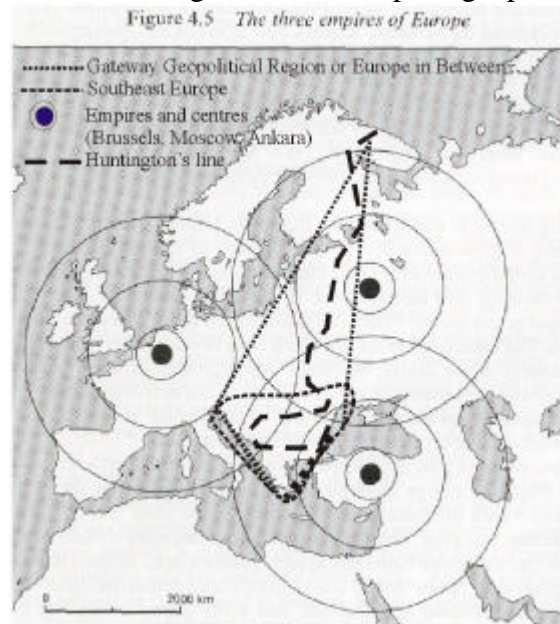 Figure 4.5 The three empires of Europe
Gateway Geopolitical Region or Europe in Between
Southeast Europe
Empires and centres
(Brussels, Moscow, Ankara)
Huntington's line
0 2000 km